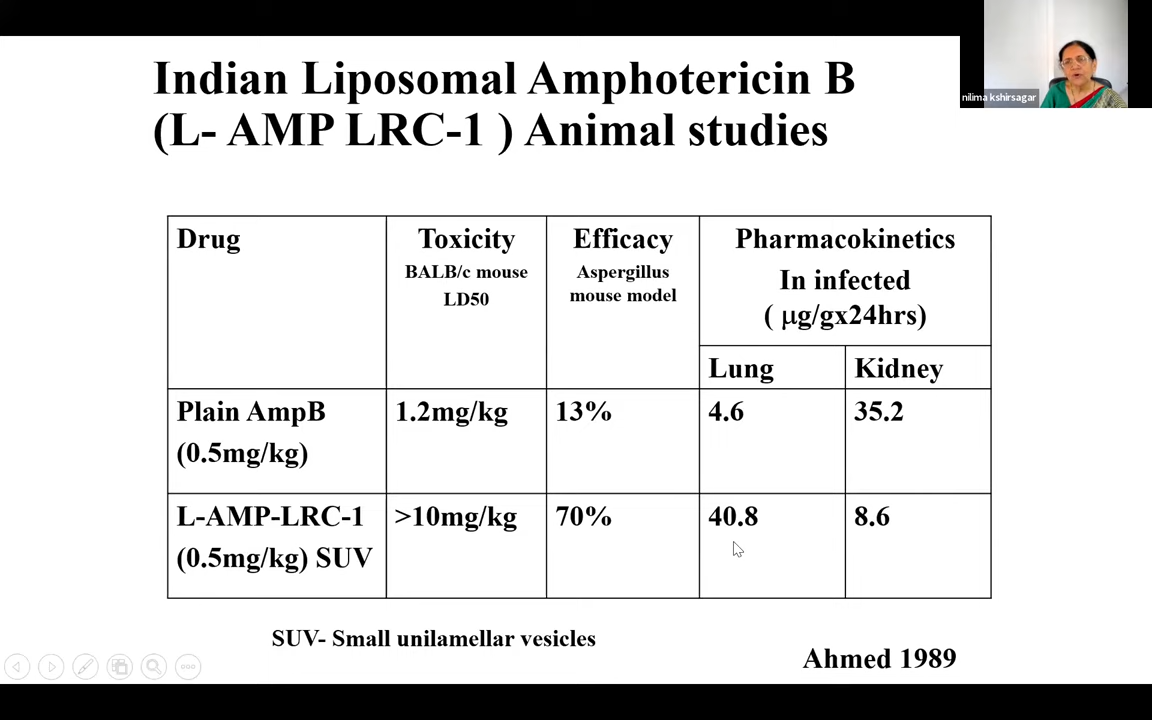 nilima kshirsagar
Indian Liposomal Amphotericin B
(L- AMP LRC-1 ) Animal studies
Drug
Toxicity
BALB/c mouse
LD50
Efficacy
Aspergillus
mouse model
Pharmacokinetics
In infected
( µg/gx24hrs)
Lung
Kidney
Plain AmpB
(0.5mg/kg)
1.2mg/kg
13%
4.6
35.2
L-AMP-LRC-1
(0.5mg/kg) SUV
>10mg/kg
70%
40.8
8.6
SUV- Small unilamellar vesicles
Ahmed 1989